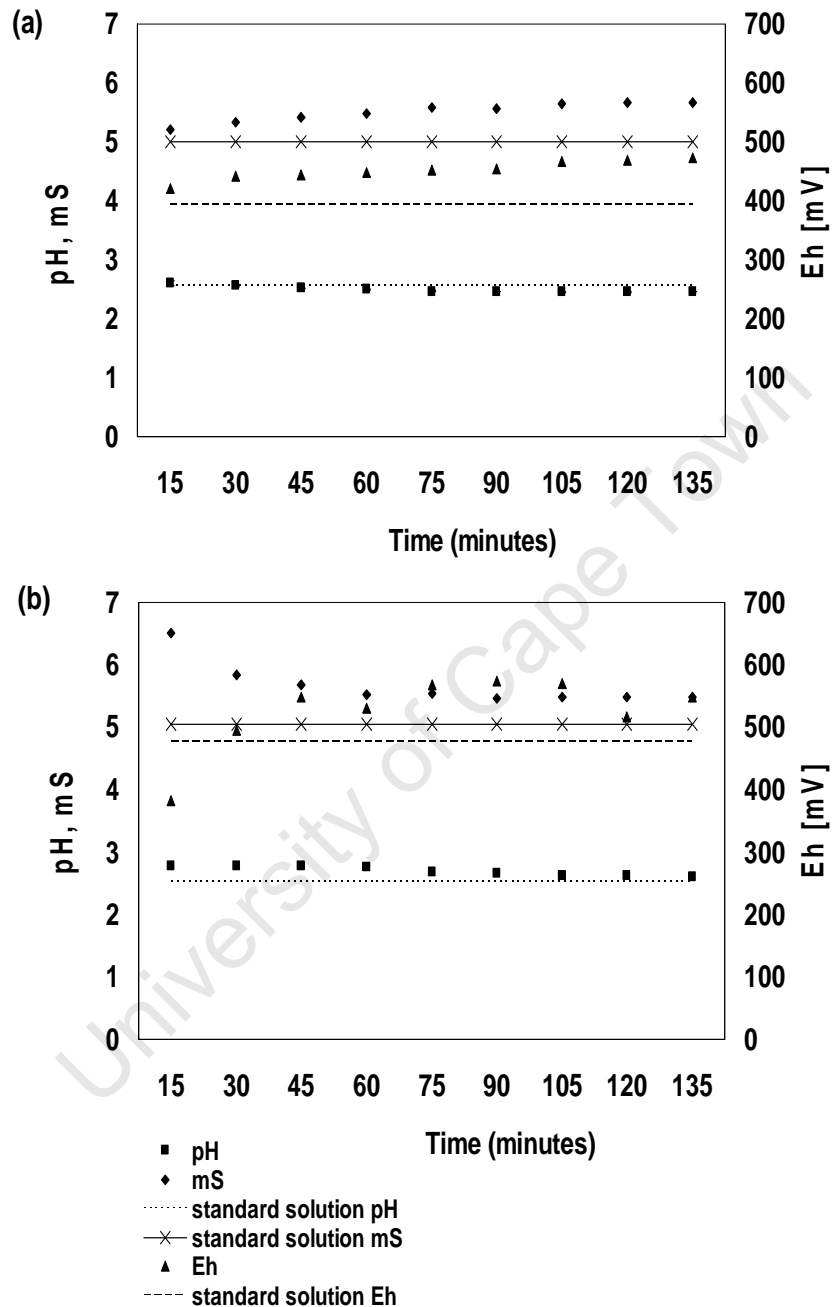 (a)
7
6
5
4
3
2
1
0
pH, mS
700
600
500
400
300
200
100
0
Eh [mV]
15 30 45 60 75 90 105 120 135
Time (minutes)
(b)
7
6
5
4
3
2
1
0
pH, mS
700
600
500
400
300
200
100
0
Eh [mV]
15 30 45 60 75 90 105 120 135
Time (minutes)
pH
mS
standard solution pH
standard solution mS
Eh
standard solution Eh
University of Cape Town